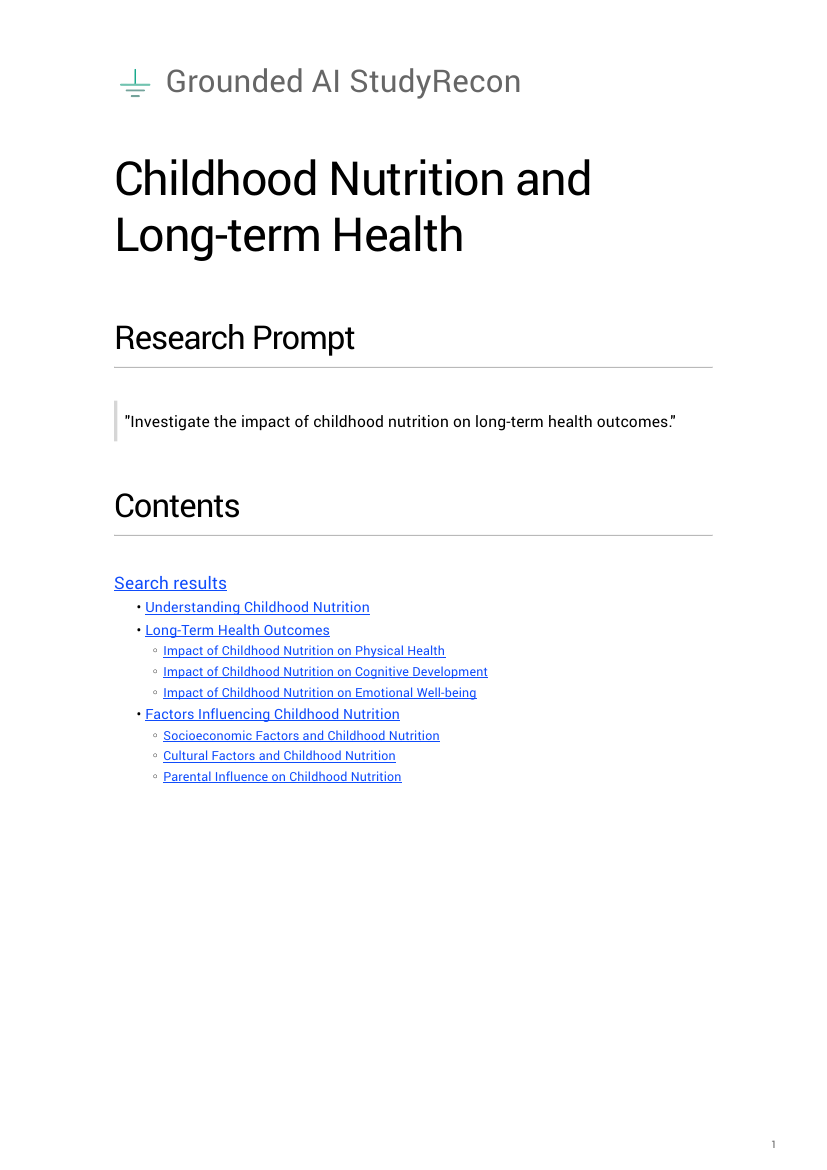 Grounded AI StudyRecon
Childhood Nutrition and
Long-term Health
Research Prompt
"Investigate the impact of childhood nutrition on long-term health outcomes."
Contents
Search results
• Understanding Childhood Nutrition
• Long-Term Health Outcomes
◦ Impact of Childhood Nutrition on Physical Health
◦ Impact of Childhood Nutrition on Cognitive Development
◦ Impact of Childhood Nutrition on Emotional Well-being
• Factors Influencing Childhood Nutrition
◦ Socioeconomic Factors and Childhood Nutrition
◦ Cultural Factors and Childhood Nutrition
◦ Parental Influence on Childhood Nutrition
1